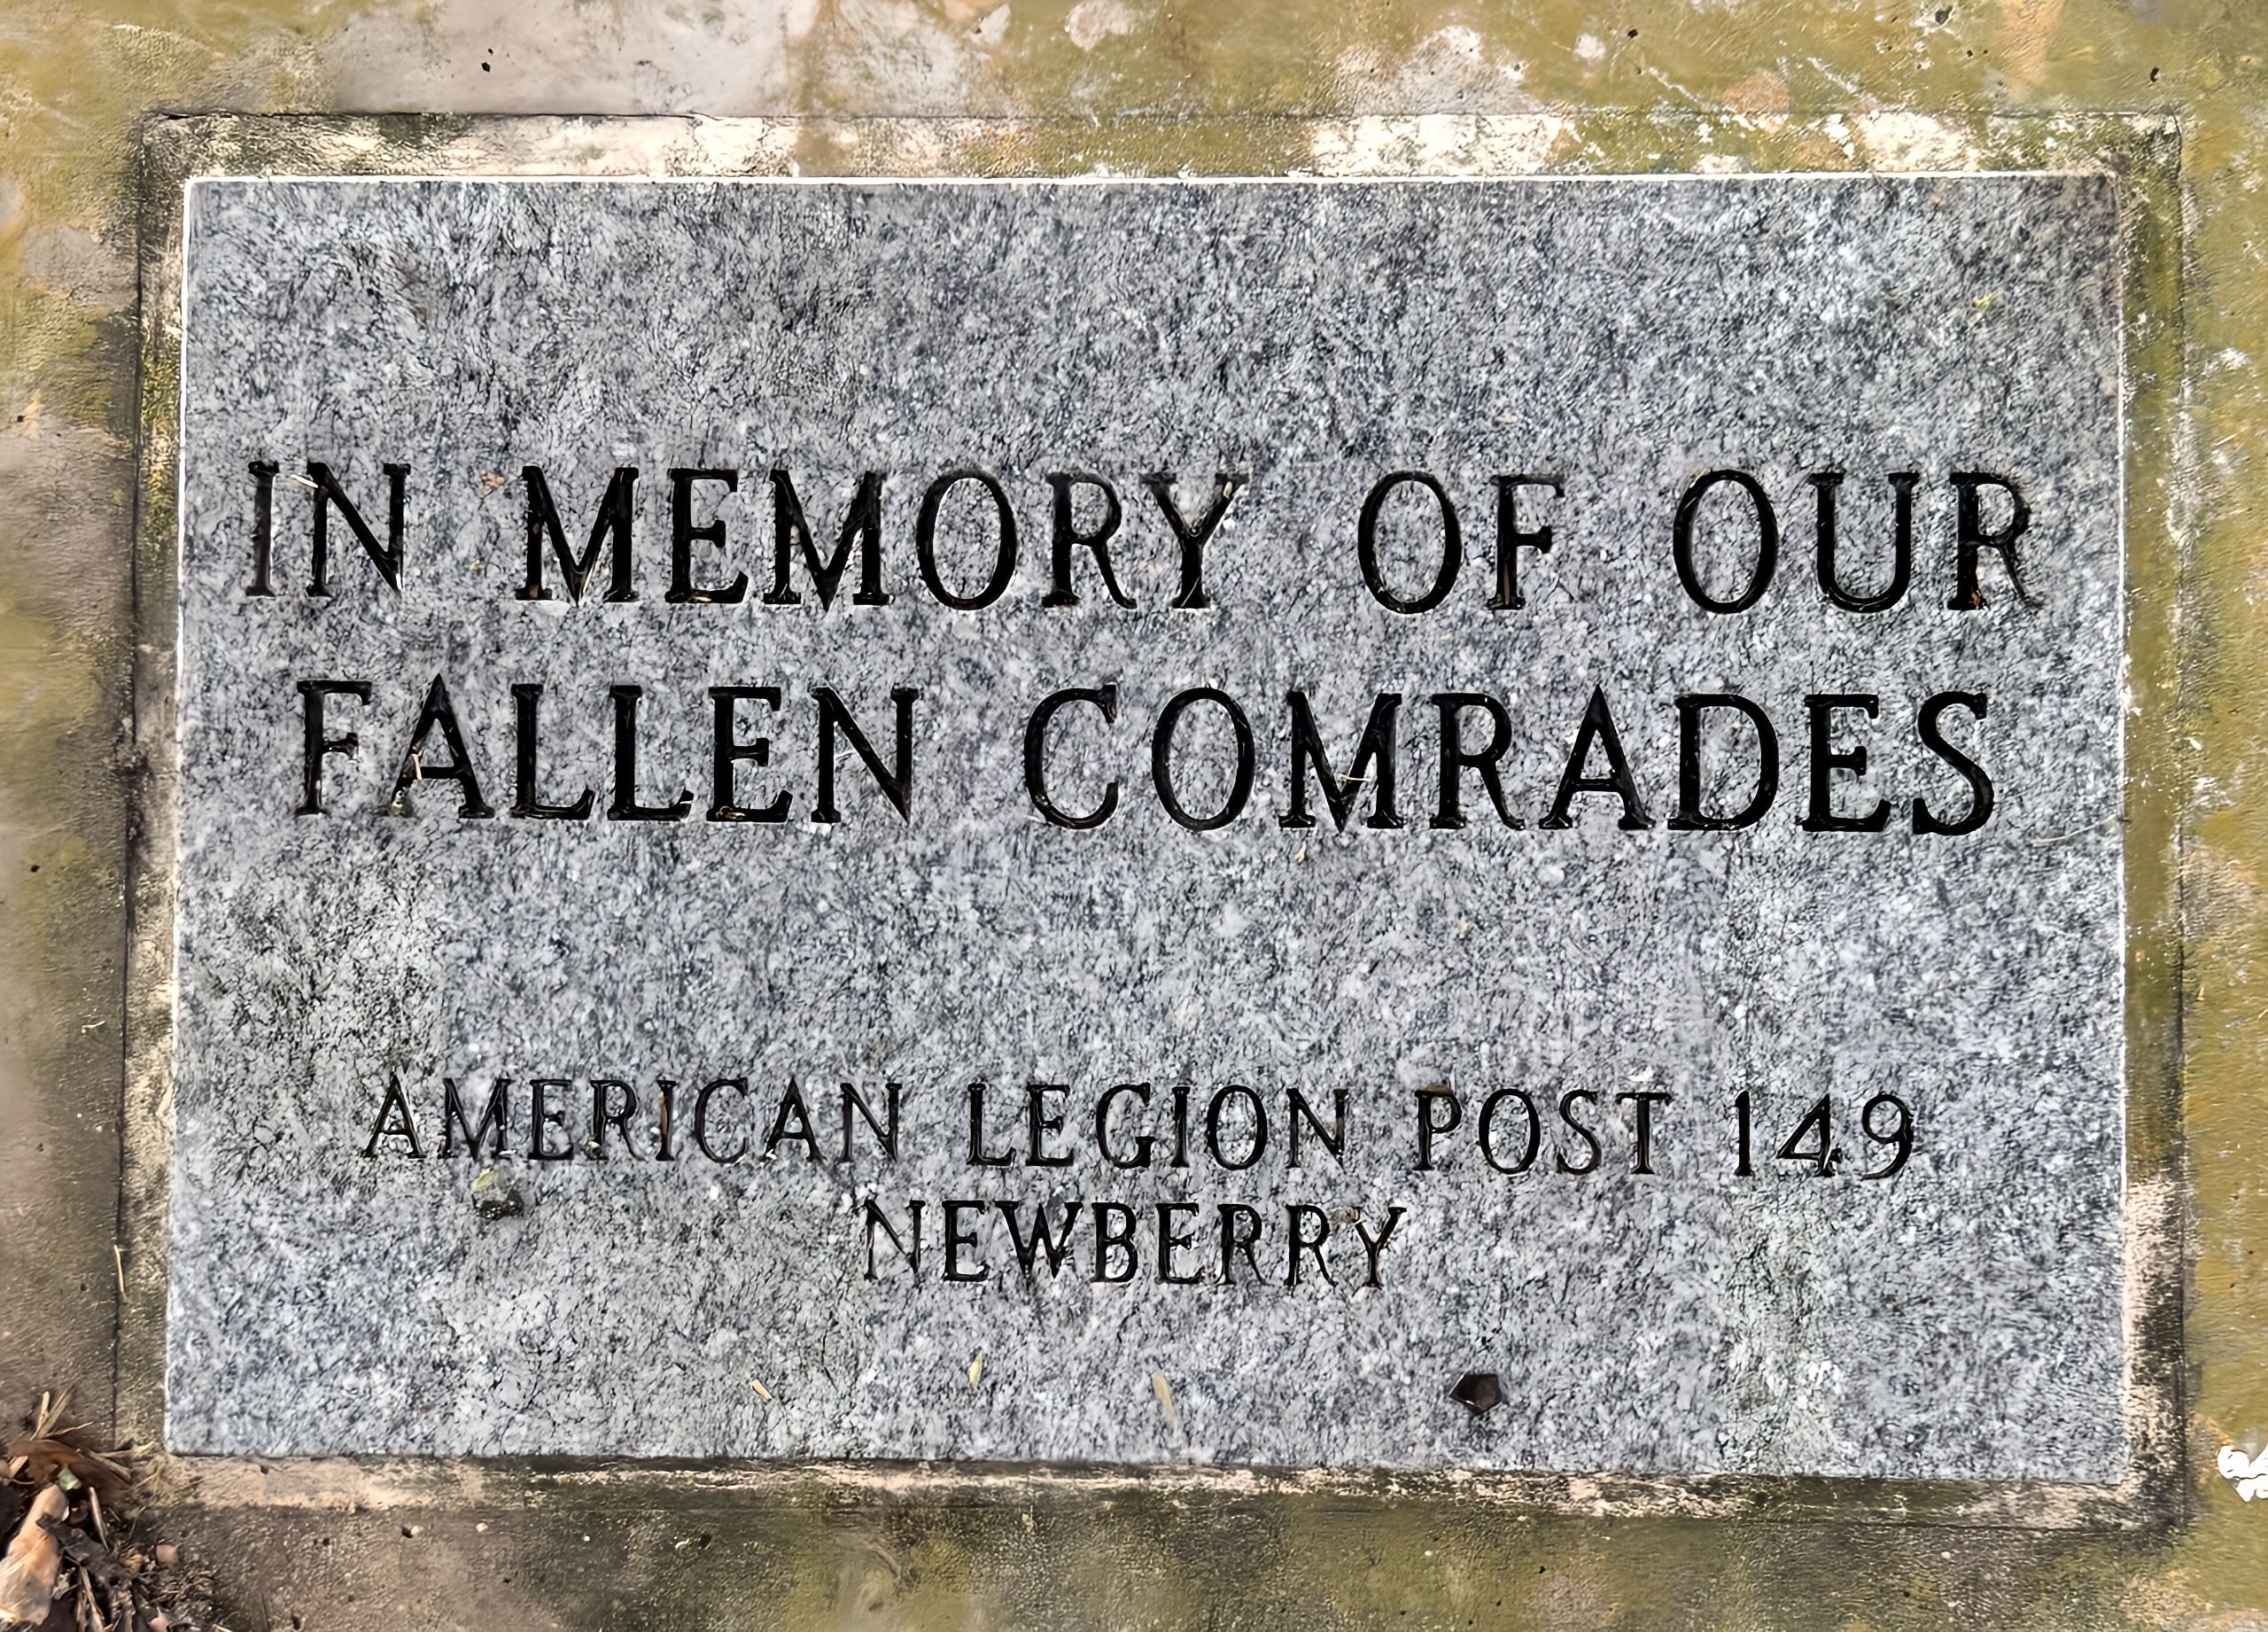 IN MEMORY OF OUR
FALLEN COMRADES
AMERICAN LEGION POST 149
NEWBERRY